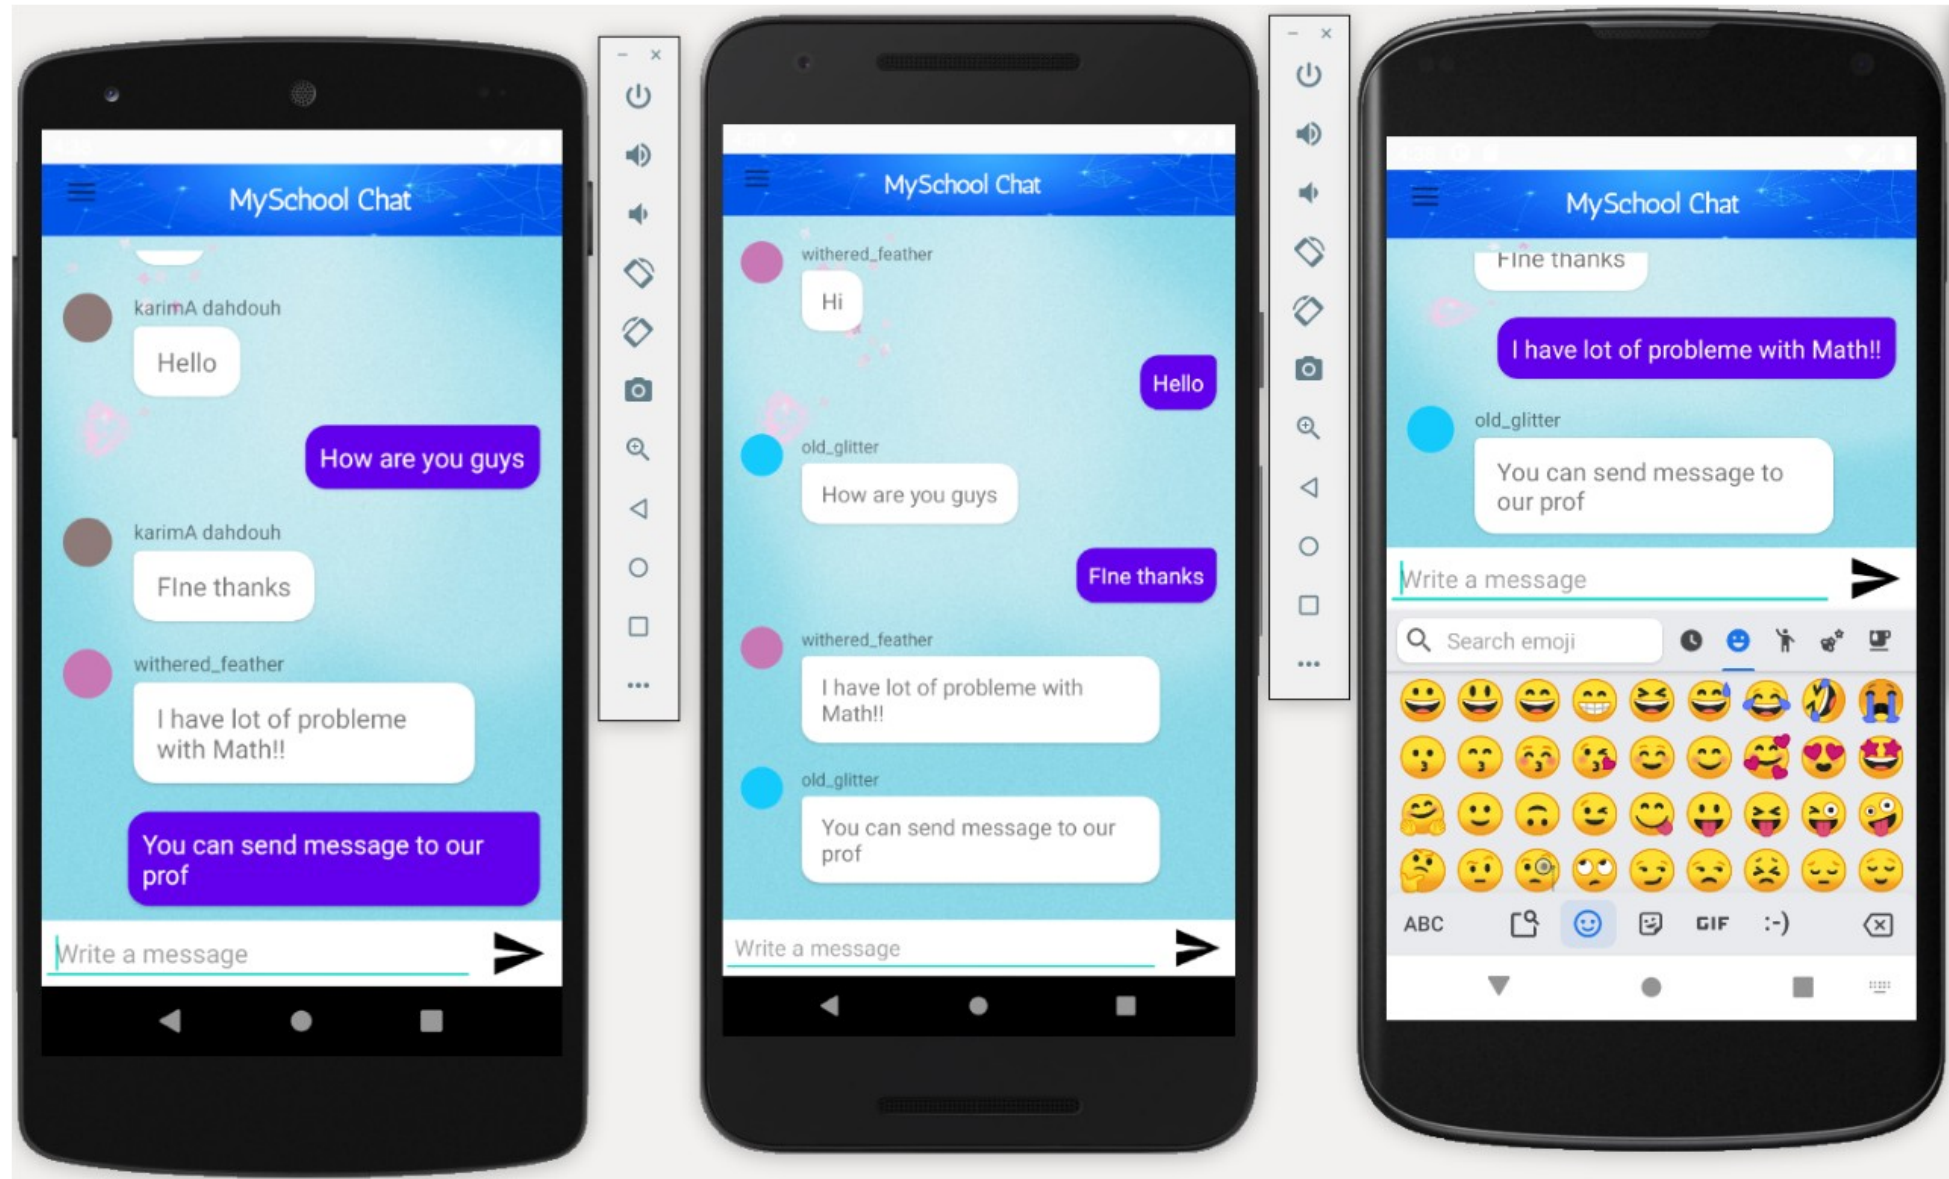 MySchool Chat
karimA dahdouh
Hello
How are you guys
karimA dahdouh
FIne thanks
withered_feather
I have lot of probleme
with Math!!
You can send message to our
prof
Write a message
MySchool Chat
withered_feather
Hi
Hello
old_glitter
How are you guys
FIne thanks
withered_feather
I have lot of probleme with
Math!!
old_glitter
You can send message to our
prof
Write a message
MySchool Chat
FIne thanks
I have lot of probleme with Math!!
old_glitter
You can send message to
our prof
Write a message
Search emoji
ABC
GIF
:-)